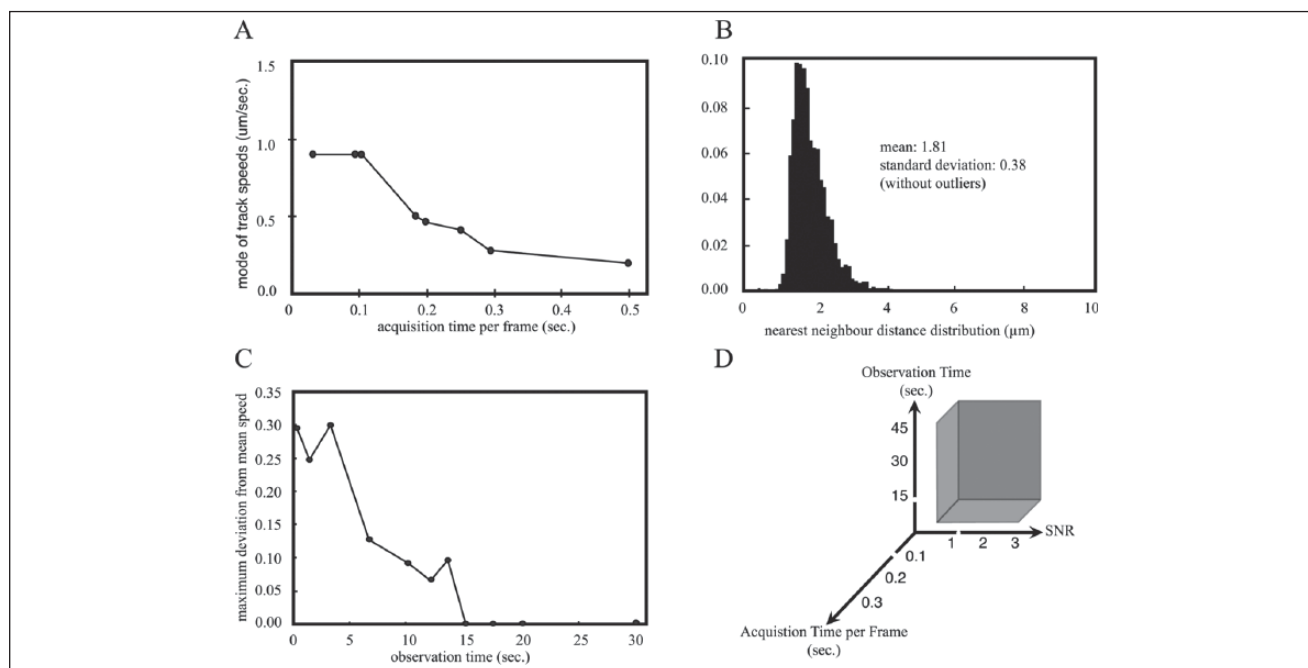 A
mode of track speeds (um/sec.)
1.5
1.0
0.5
0.0
0 0.1 0.2 0.3 0.4 0.5
acquisition time per frame (sec.)
B
0.10
0.08
0.06
0.04
0.02
0.00
mean: 1.81
standard deviation: 0.38
(without outliers)
0 2 4 6 8 10
nearest neighbour distance distribution (µm)
C
maximum deviation from mean speed
0.35
0.30
0.25
0.20
0.15
0.10
0.05
0.00
0 5 10 15 20 25 30
observation time (sec.)
D
Observation Time
(sec.)
45
30
15
SNR
1 2 3
0.1
0.2
0.3
Acquistion Time per Frame
(sec.)